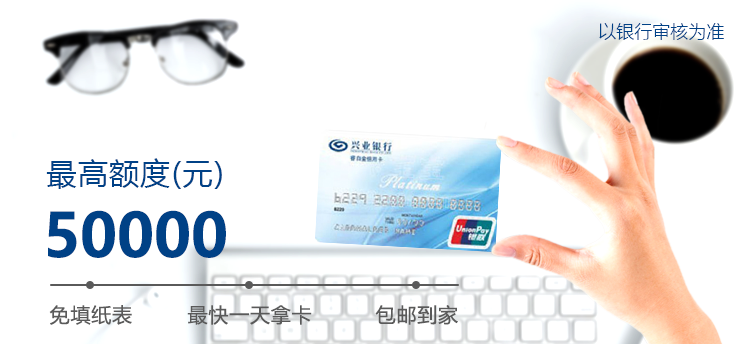 以银行审核为准
兴业银行
最高额度(元)
Platinum
50000
UnionPay
银联
免填纸表
最快一天拿卡
包邮到家